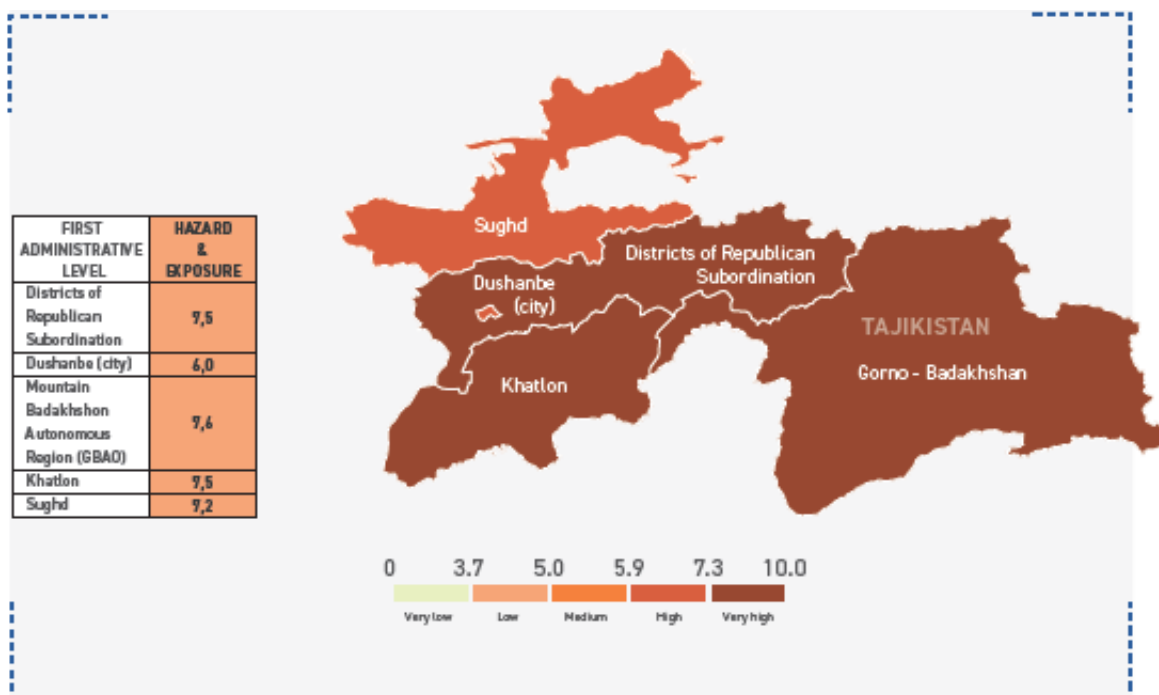 FIRST
ADMINISTRATIVE
LEVEL
HAZARD
&
EXPOSURE
Districts of
Republican
Subordination
7,5
Dushanbe (city)
6,0
Mountain
Badakhshon
Autonomous
Region (GBAO)
7,6
Khatlon
7,5
Sughd
7,2
Sughd
Districts of Republican
Subordination
Dushanbe
(city)
TAJIKISTAN
Khatlon
Gorno - Badakhshan
0 3.7 5.0 5.9 7.3 10.0
Very low Low Medium High Very high